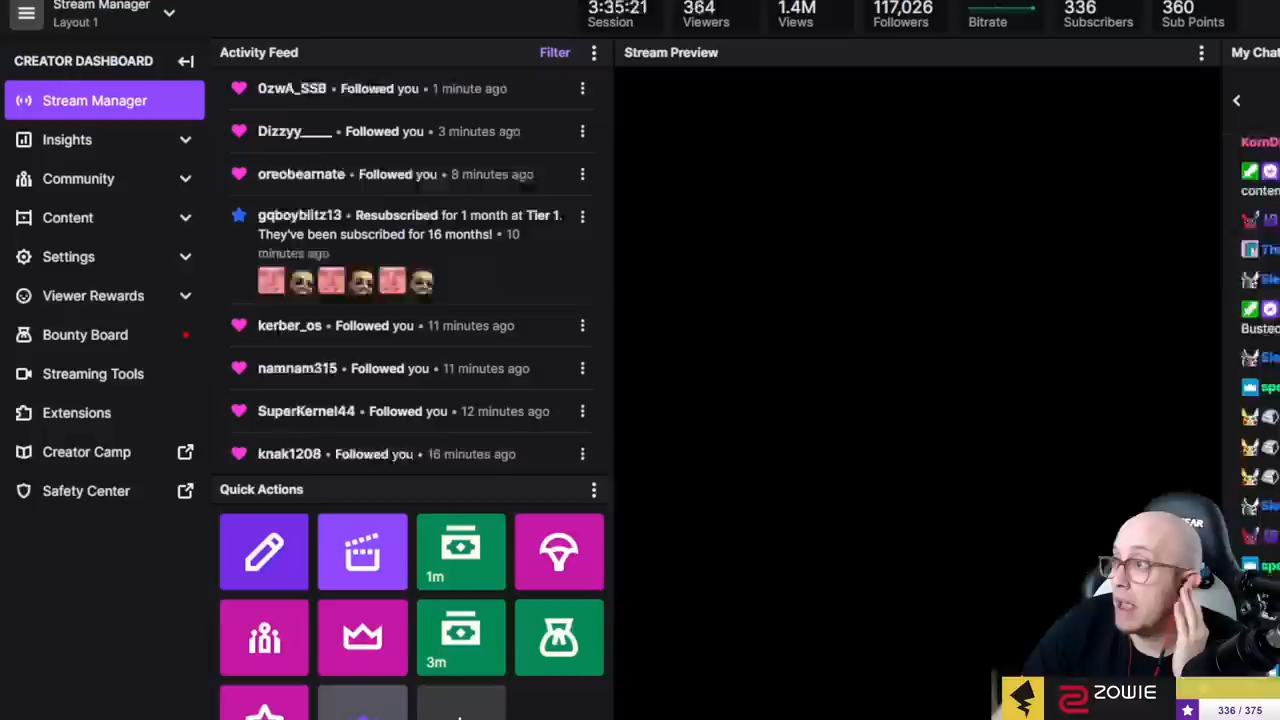 Stream Manager
Layout 1
3:35:21
Session
364
Viewers
1.4M
Views
117,026
Followers
Bitrate
336
Subscribers
360
Sub Points
CREATOR DASHBOARD
Stream Manager
Insights
Community
Content
Settings
Viewer Rewards
Bounty Board
Streaming Tools
Extensions
Creator Camp
Safety Center
Activity Feed
Filter
OzwA_SSB • Followed you • 1 minute ago
Dizzyy____ • Followed you • 3 minutes ago
oreobearnate • Followed you • 8 minutes ago
gqboyblitz13 • Resubscribed for 1 month at Tier 1.
They've been subscribed for 16 months! • 10
minutes ago
kerber_os • Followed you • 11 minutes ago
namnam315 • Followed you • 11 minutes ago
SuperKernel44 • Followed you • 12 minutes ago
knak1208 • Followed you • 16 minutes ago
Quick Actions
1m
3m
Stream Preview
My Chat
KornD
conten
Busted
ZOWIE
336 / 375